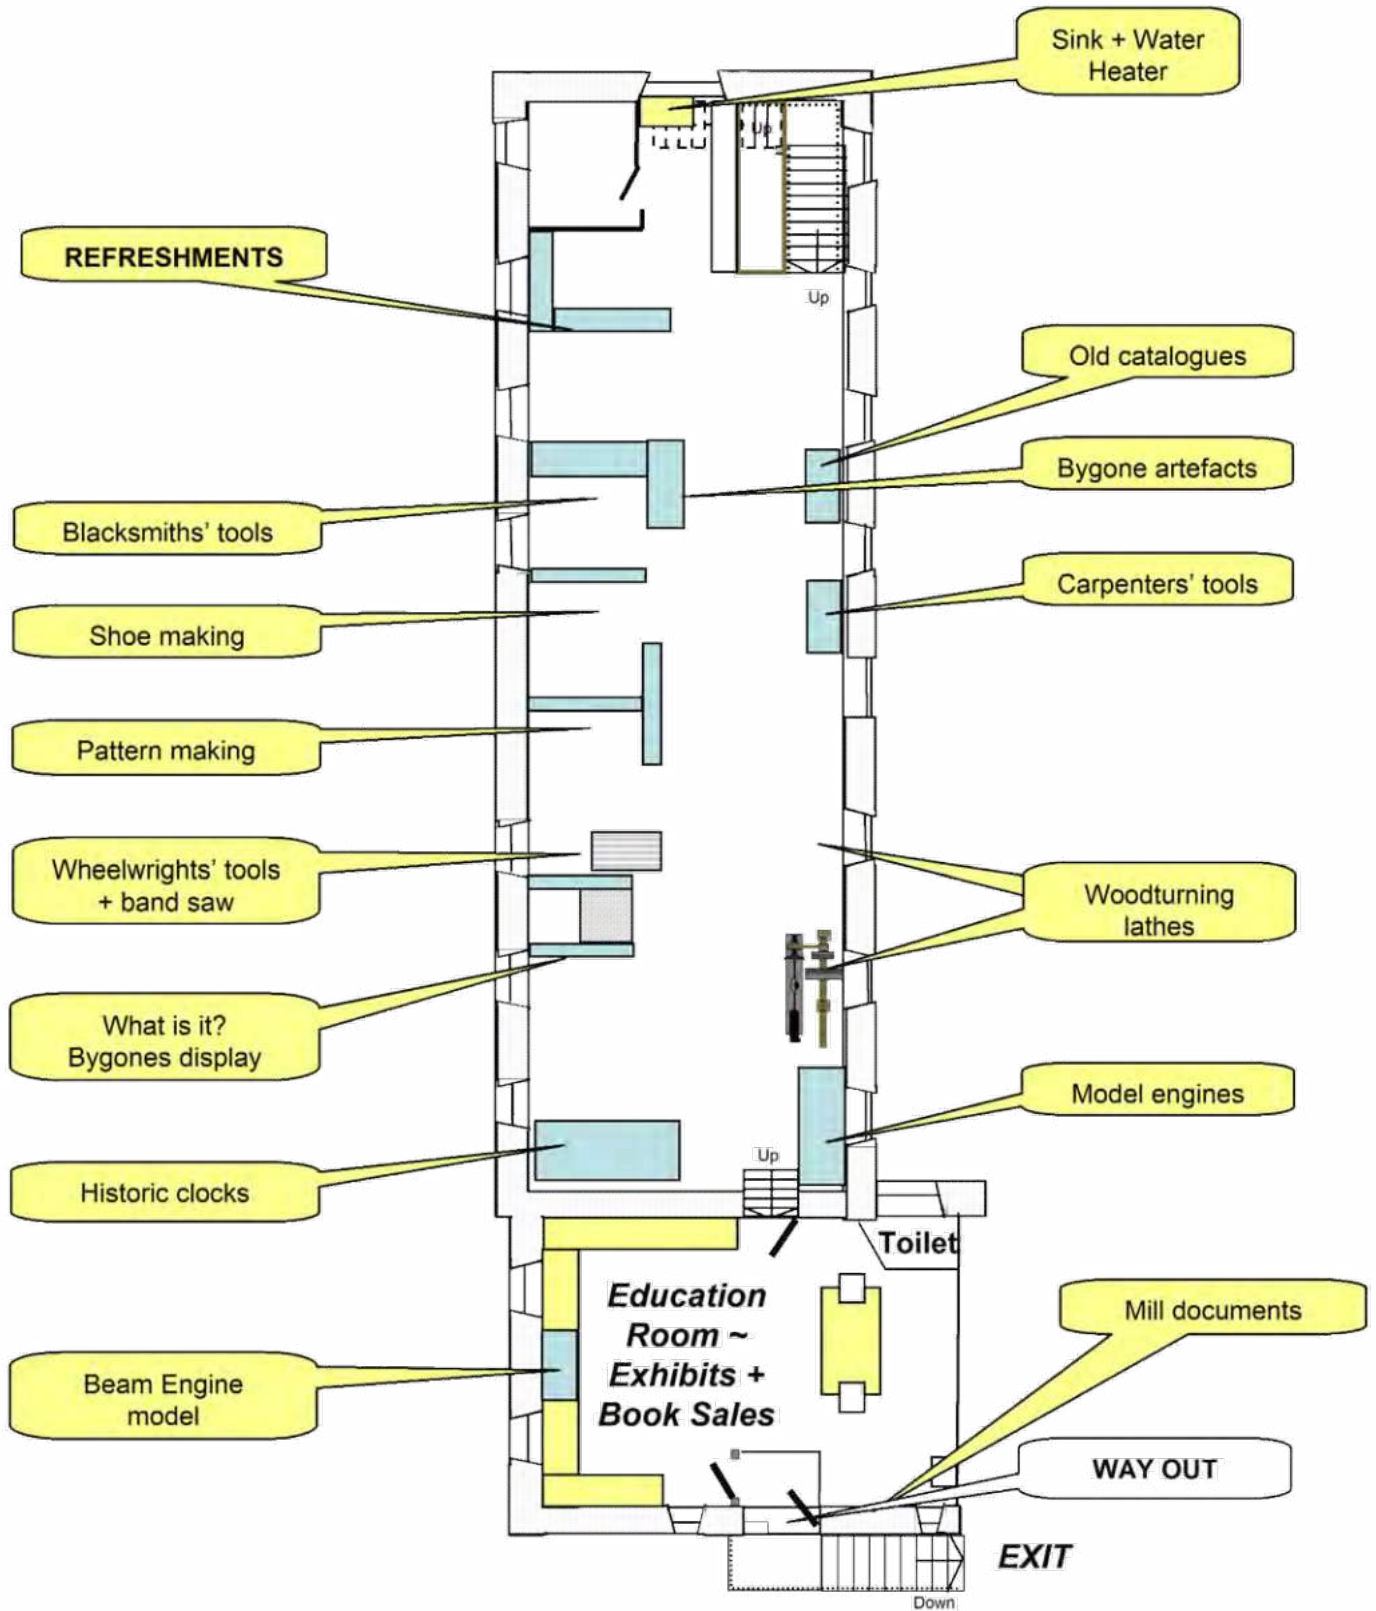 Sink + Water
Heater
Up
REFRESHMENTS
Up
Old catalogues
Bygone artefacts
Blacksmiths’ tools
Carpenters’ tools
Shoe making
Pattern making
Wheelwrights’ tools
+ band saw
Woodturning
lathes
What is it?
Bygones display
Model engines
Historic clocks
Up
Toilet
Education
Room ~
Exhibits +
Book Sales
Mill documents
Beam Engine
model
WAY OUT
EXIT
Down